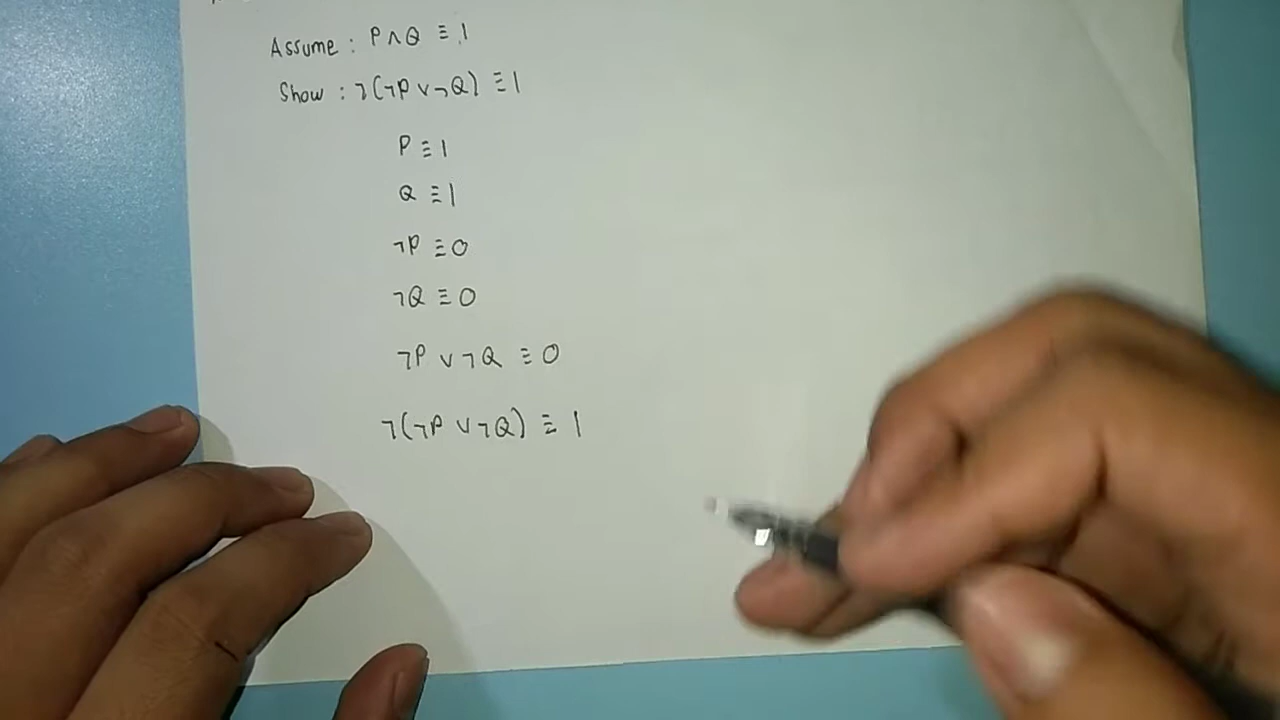 Assume : P ∧ Q ≡ 1
Show : ¬(¬P ∨ ¬Q) ≡ 1
P ≡ 1
Q ≡ 1
¬P ≡ 0
¬Q ≡ 0
¬P ∨ ¬Q ≡ 0
¬(¬P ∨ ¬Q) ≡ 1